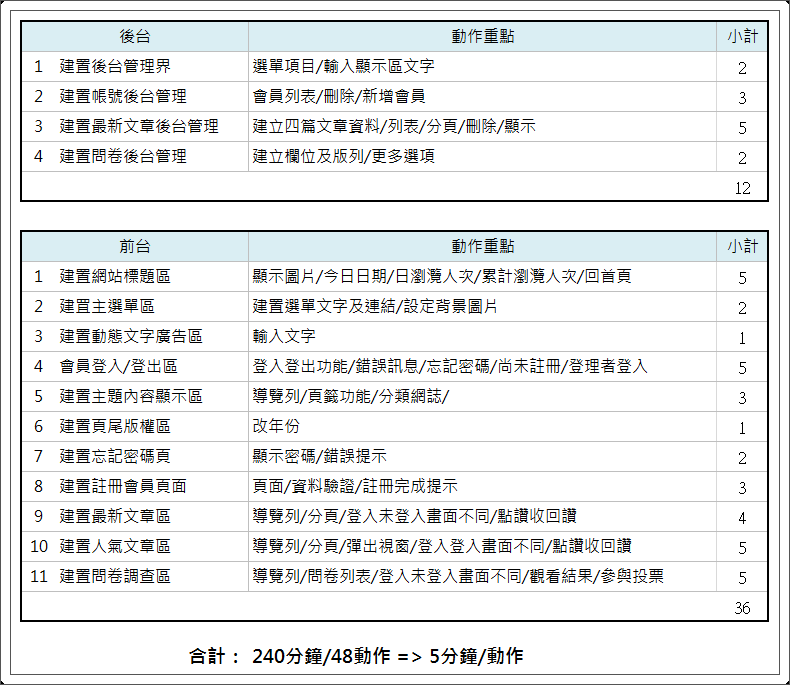 後台 動作重點 小計
1 建置後台管理界 選單項目/輸入顯示區文字 2
2 建置帳號後台管理 會員列表/刪除/新增會員 3
3 建置最新文章後台管理 建立四篇文章資料/列表/分頁/刪除/顯示 5
4 建置問卷後台管理 建立欄位及版列/更多選項 2
12
前台 動作重點 小計
1 建置網站標題區 顯示圖片/今日日期/日瀏灠人次/累計瀏灠人次/回首頁 5
2 建罝主選單區 建置選單文字及連結/設定背景圖片 2
3 建置動態文字廣告區 輸入文字 1
4 會員登入/登出區 登入登出功能/錯誤訊息/忘記密碼/尚未註冊/登理者登入 5
5 建置主題內容顯示區 導覽列/頁籤功能/分類網誌/ 3
6 建置頁尾版權區 改年份 1
7 建置忘記密碼頁 顯示密碼/錯誤提示 2
8 建置註冊會員頁面 頁面/資料驗證/註冊完成提示 3
9 建置最新文章區 導覽列/分頁/登入未登入畫面不同/點讚收回讚 4
10 建置人氣文章區 導覽列/分頁/彈出視窗/登入登入畫面不同/點讚收回讚 5
11 建置問卷調查區 導覽列/問卷列表/登入未登入畫面不同/觀看結果/參與投票 5
36
合計： 240分鐘/48動作 => 5分鐘/動作